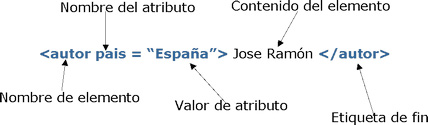 Nombre del atributo
Contenido del elemento
<autor pais = “España”> Jose Ramón </autor>
Nombre de elemento
Valor de atributo
Etiqueta de fin